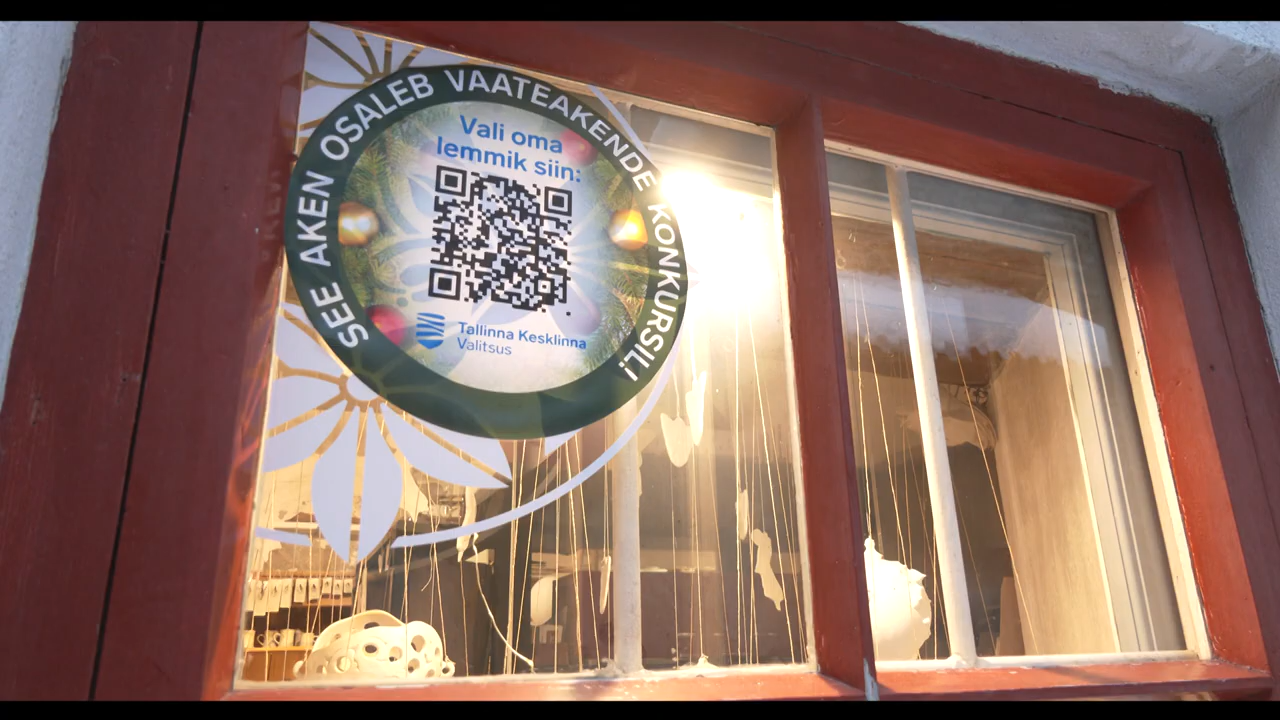 SEE AKEN OSALEB VAATEAKENDE KONKURSIL!
Vali oma
lemmik siin:
Tallinna Kesklinna
Valitsus